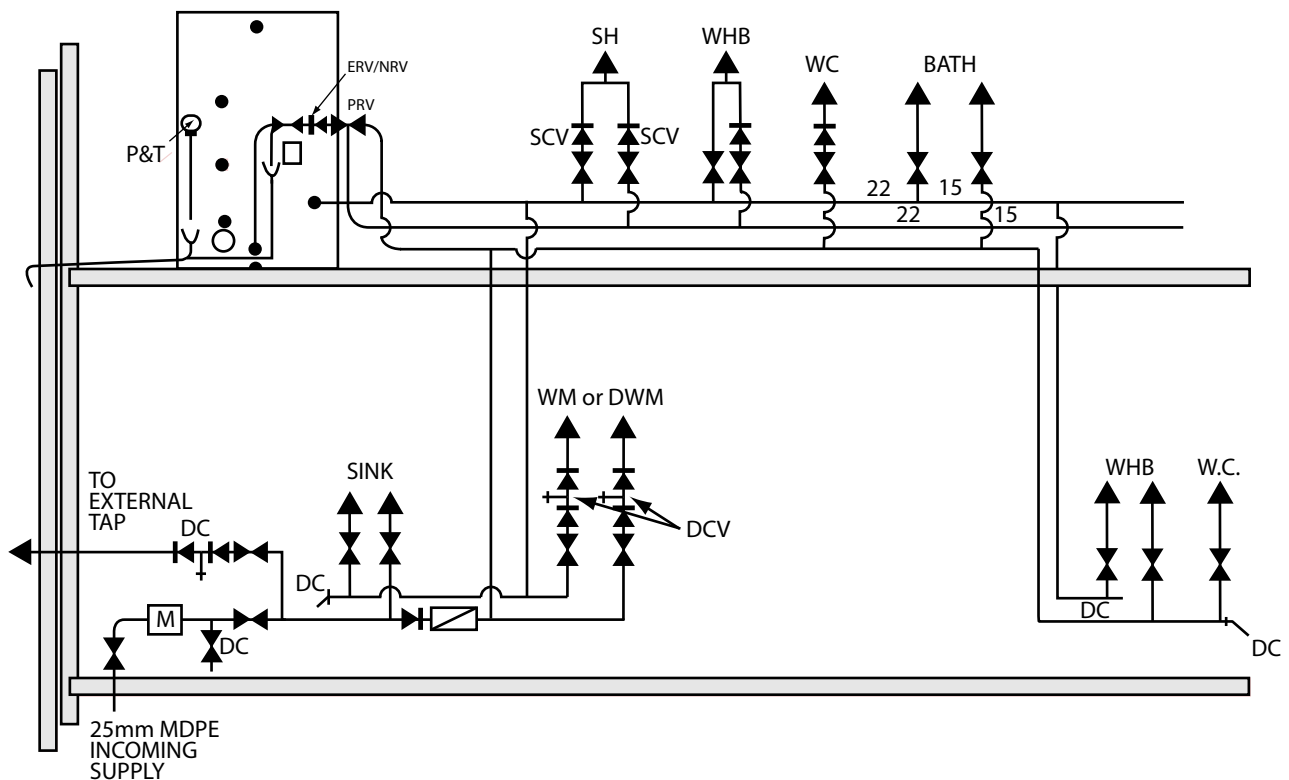 SH
WHB
WC
BATH
ERV/NRV
PRV
P&T
SCV
SCV
22
15
22
15
WM or DWM
SINK
WHB
W.C.
TO
EXTERNAL
TAP
DC
DCV
DC
DC
M
DC
DC
25mm MDPE
INCOMING
SUPPLY